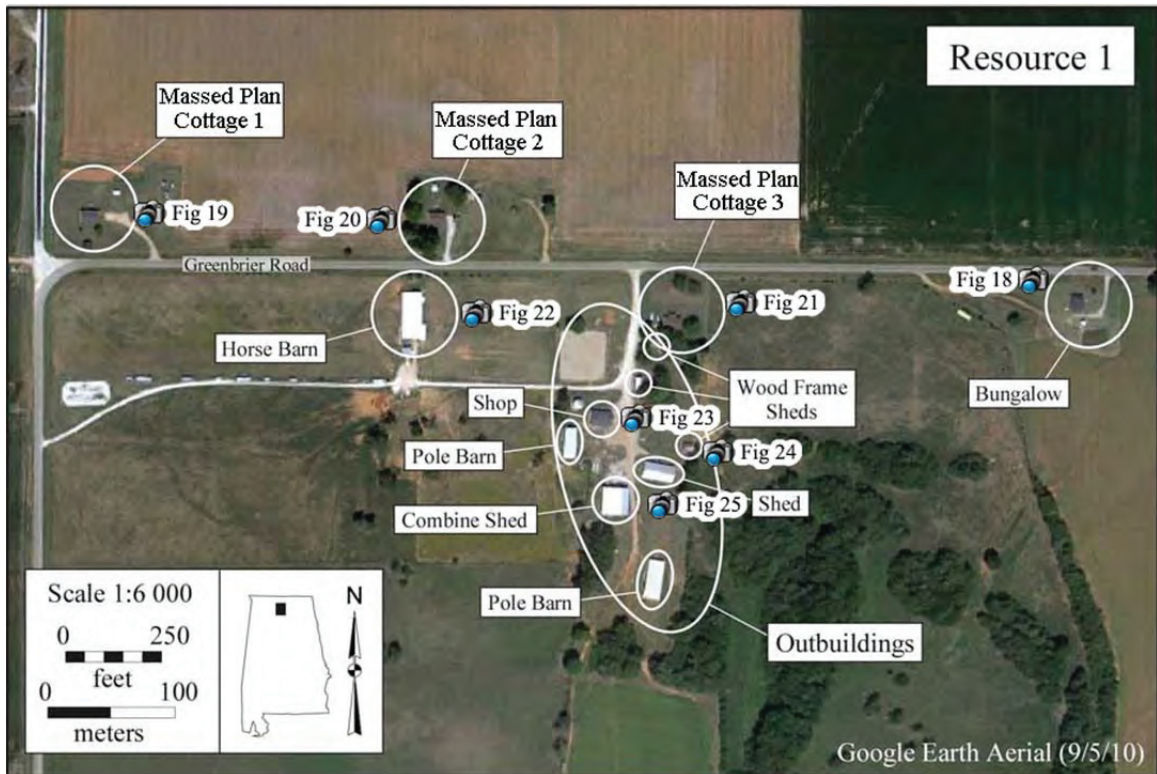 Resource 1
Massed Plan
Cottage 1
Massed Plan
Cottage 2
Massed Plan
Cottage 3
Fig 19
Fig 20
Greenbrier Road
Fig 18
Fig 21
Fig 22
Horse Barn
Bungalow
Wood Frame
Sheds
Shop
Fig 23
Pole Barn
Fig 24
Shed
Fig 25
Combine Shed
Pole Barn
Outbuildings
Scale 1:6 000
0 250
feet
0 100
meters
N
Google Earth Aerial (9/5/10)